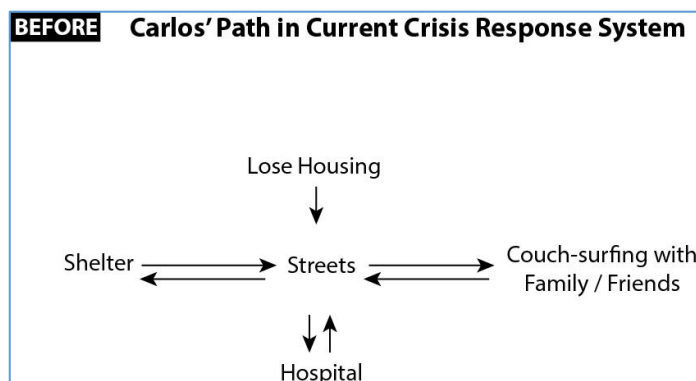 BEFORE Carlos' Path in Current Crisis Response System
Lose Housing
Shelter
Streets
Couch-surfing with
Family / Friends
Hospital